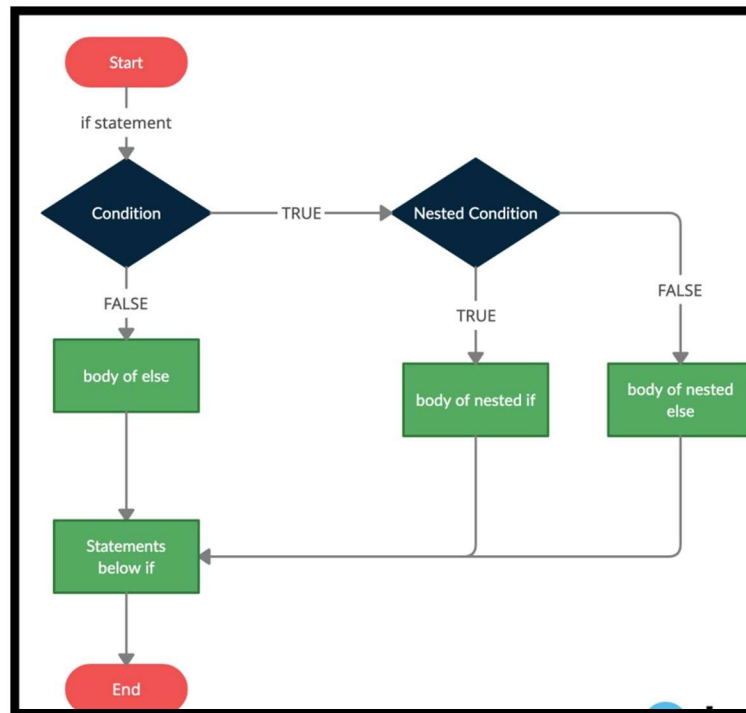 Start
if statement
Condition
TRUE
Nested Condition
FALSE
FALSE
TRUE
body of else
body of nested if
body of nested
else
Statements
below if
End